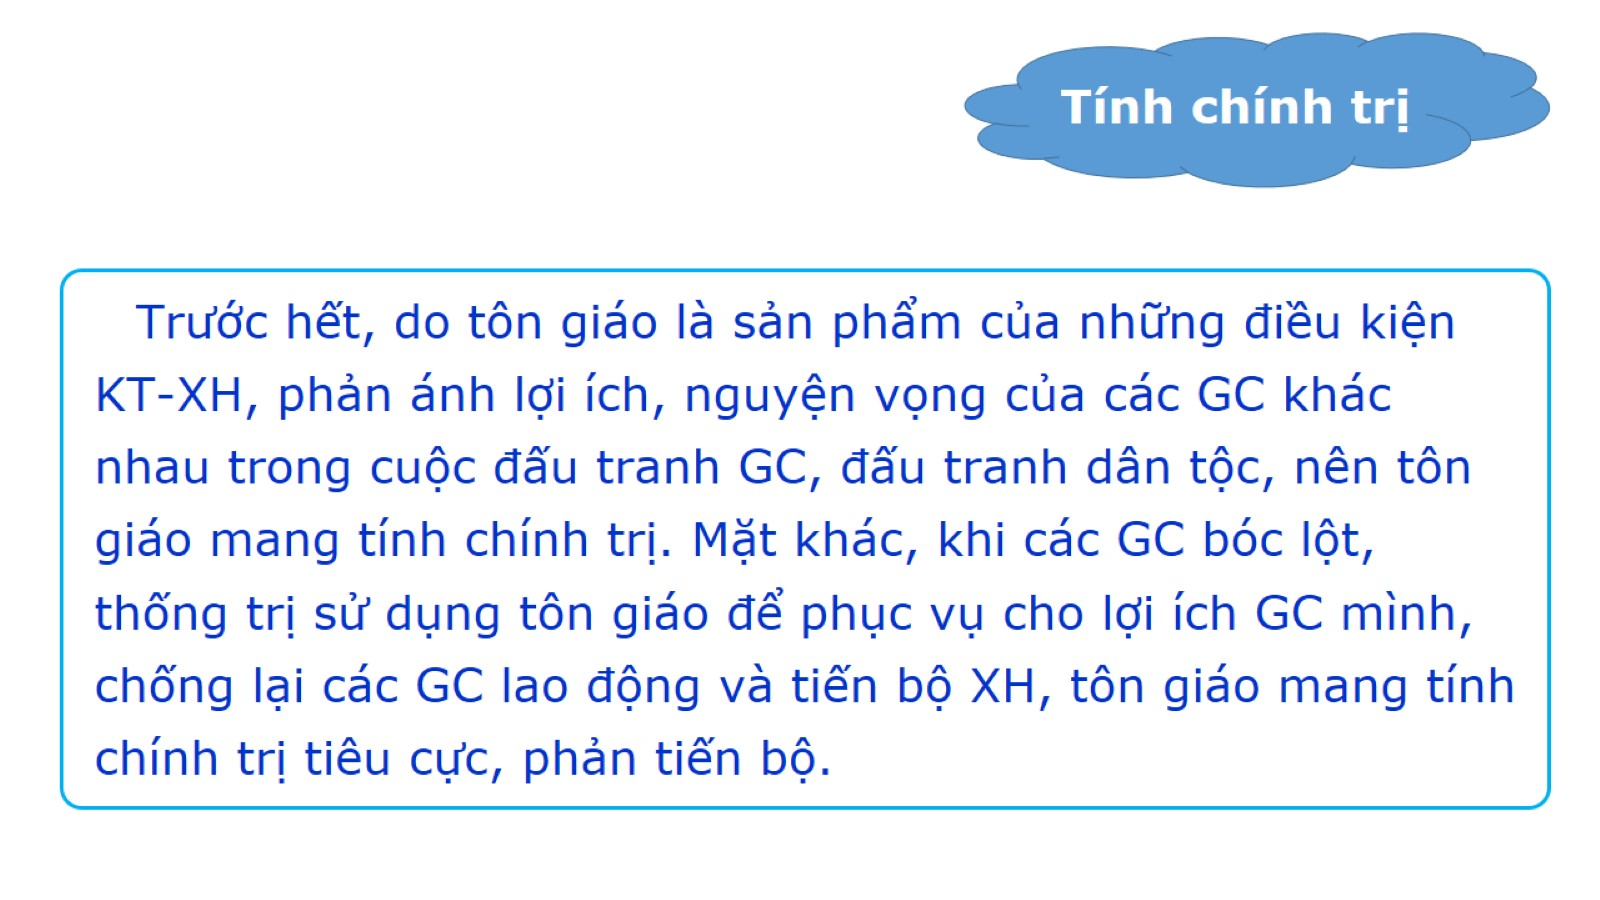 Tính chính trị
Trước hết, do tôn giáo là sản phẩm của những điều kiện
KT-XH, phản ánh lợi ích, nguyện vọng của các GC khác
nhau trong cuộc đấu tranh GC, đấu tranh dân tộc, nên tôn
giáo mang tính chính trị. Mặt khác, khi các GC bóc lột,
thống trị sử dụng tôn giáo để phục vụ cho lợi ích GC mình,
chống lại các GC lao động và tiến bộ XH, tôn giáo mang tính
chính trị tiêu cực, phản tiến bộ.